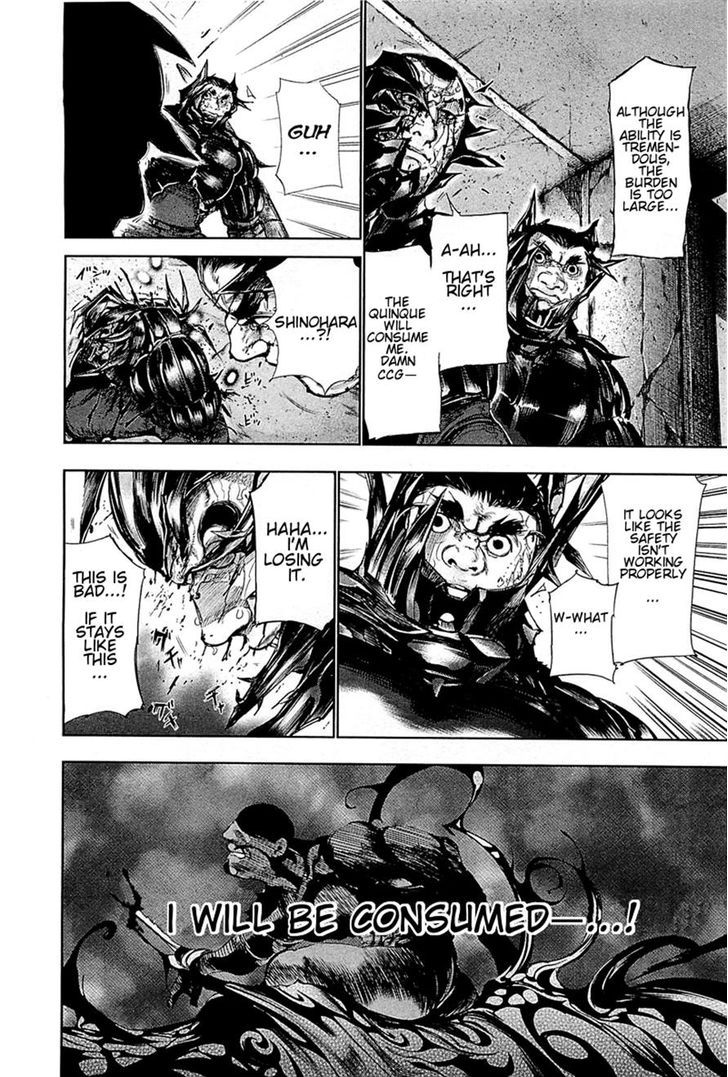 ALTHOUGH
THE
ABILITY IS
TREMEN-
DOUS,
THE
BURDEN
IS TOO
LARGE...
A-AH...
THAT'S
RIGHT
...
THE
QUINQUE
WILL
CONSUME
ME.
DAMN
CCG—
GUH
...
SHINOHARA
...?!
IT LOOKS
LIKE THE
SAFETY
ISN'T
WORKING
PROPERLY
...
W-WHAT
HAHA...
I'M
LOSING
IT.
THIS IS
BAD...!
IF IT
STAYS
LIKE
THIS
...
I WILL BE CONSUMED—...!